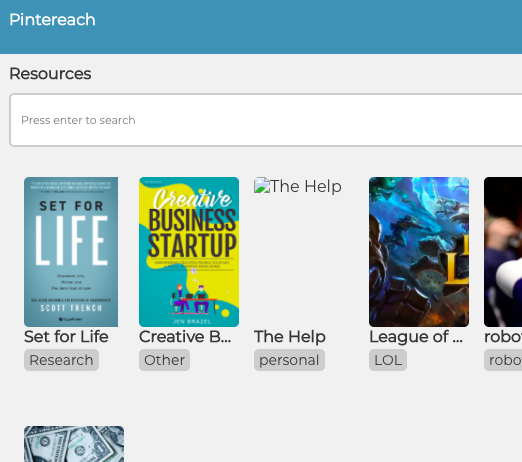 Pintereach
Resources
Press enter to search
SET FOR
LIFE
SCOTT TRENCH
Creative
BUSINESS
STARTUP
JEN BRAZEL
The Help
L
Set for Life
Creative B...
The Help
League of ...
robo
Research
Other
personal
LOL
robo